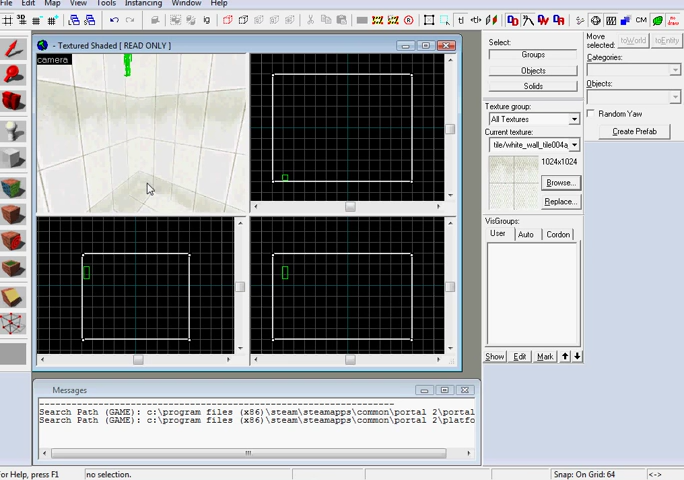 File Edit Map View Tools Instancing Window Help
- Textured Shaded [ READ ONLY ]
camera
Select:
Groups
Objects
Solids
Texture group:
All Textures
Current texture:
tile/white_wall_tile004a
1024x1024
Browse...
Replace...
VisGroups:
User Auto Cordon
Show Edit Mark
Move
selected:
toWorld toEntity
Categories:
Objects:
Random Yaw
Create Prefab
Messages
Search Path (GAME): c:\program files (x86)\steam\steamapps\common\portal 2\portal
Search Path (GAME): c:\program files (x86)\steam\steamapps\common\portal 2\platfo
For Help, press F1
no selection.
Snap: On Grid: 64
<->